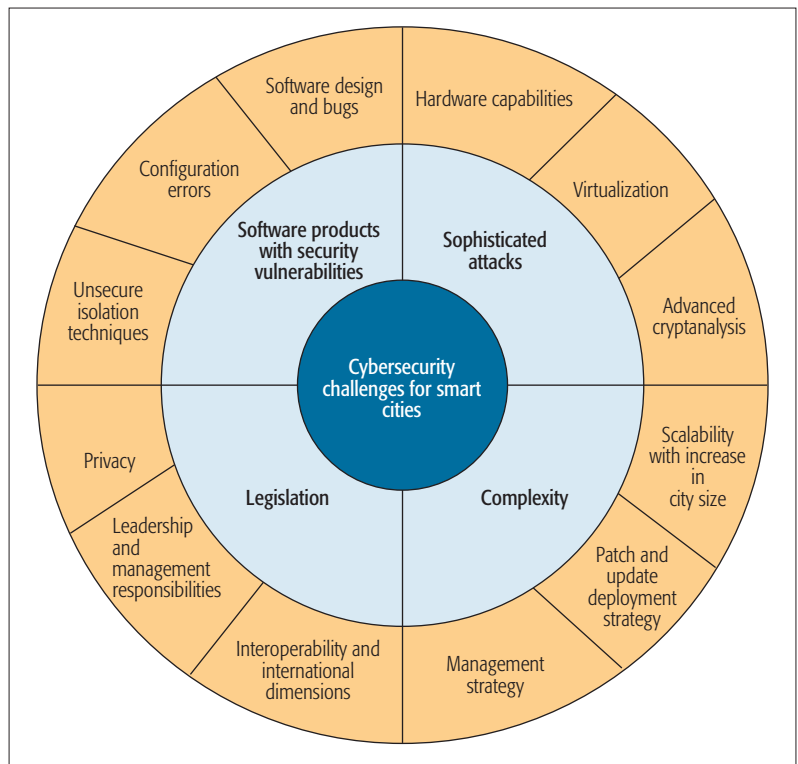 Software design
and bugs
Hardware capabilities
Configuration
errors
Virtualization
Software products
with security
vulnerabilities
Sophisticated
attacks
Unsecure
isolation
techniques
Advanced
cryptanalysis
Cybersecurity
challenges for smart
cities
Privacy
Scalability
with increase
in
city size
Legislation
Complexity
Leadership
and
management
responsibilities
Patch and
update
deployment
strategy
Interoperability and
international
dimensions
Management
strategy